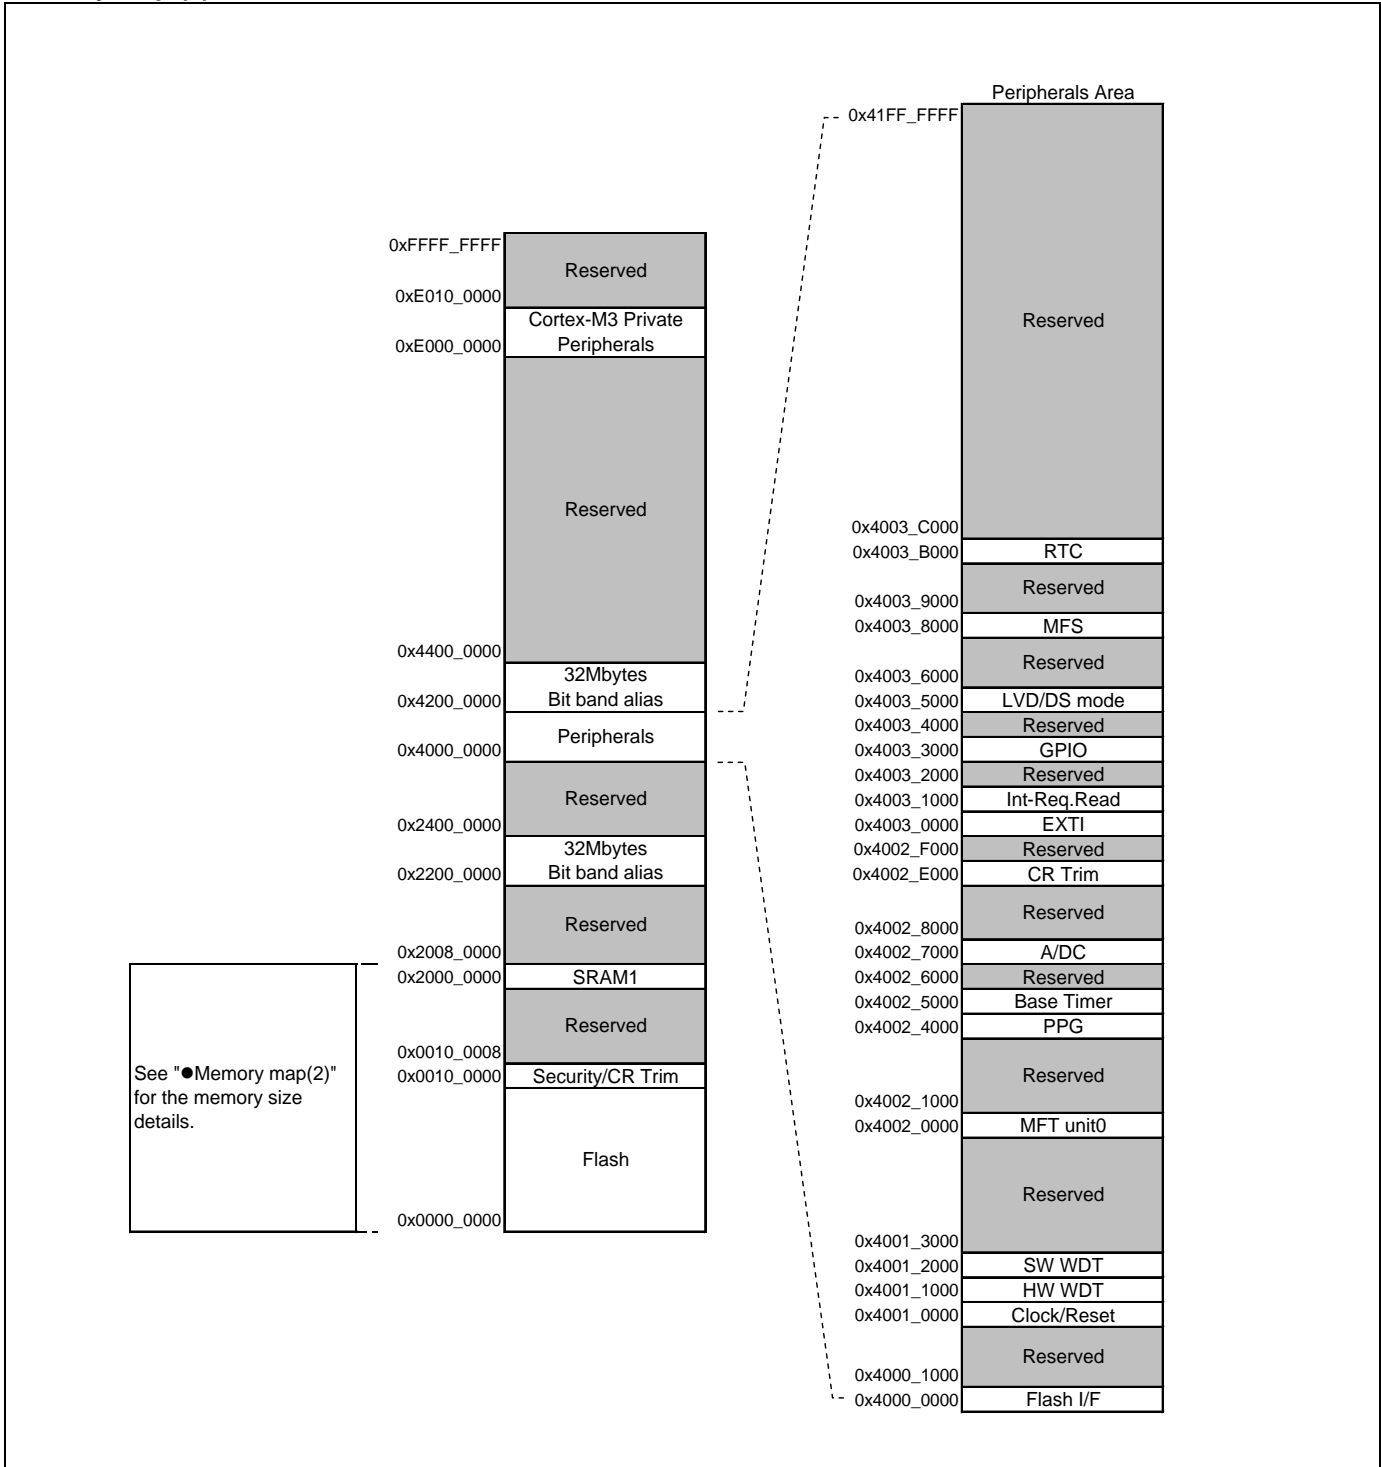 Peripherals Area
0x41FF_FFFF
Reserved
0x4003_C000
0x4003_B000 RTC
Reserved
0x4003_9000
0x4003_8000 MFS
Reserved
0x4003_6000
0x4003_5000 LVD/DS mode
0x4003_4000 Reserved
0x4003_3000 GPIO
0x4003_2000 Reserved
0x4003_1000 Int-Req.Read
0x4003_0000 EXTI
0x4002_F000 Reserved
0x4002_E000 CR Trim
Reserved
0x4002_8000
0x4002_7000 A/DC
0x4002_6000 Reserved
0x4002_5000 Base Timer
0x4002_4000 PPG
Reserved
0x4002_1000
0x4002_0000 MFT unit0
Reserved
0x4001_3000
0x4001_2000 SW WDT
0x4001_1000 HW WDT
0x4001_0000 Clock/Reset
Reserved
0x4000_1000
0x4000_0000 Flash I/F
0xFFFF_FFFF
Reserved
0xE010_0000
Cortex-M3 Private
0xE000_0000 Peripherals
Reserved
0x4400_0000
32Mbytes
0x4200_0000 Bit band alias
Peripherals
0x4000_0000
Reserved
0x2400_0000
32Mbytes
0x2200_0000 Bit band alias
Reserved
0x2008_0000
0x2000_0000 SRAM1
Reserved
0x0010_0008
0x0010_0000 Security/CR Trim
Flash
0x0000_0000
See "●Memory map(2)"
for the memory size
details.